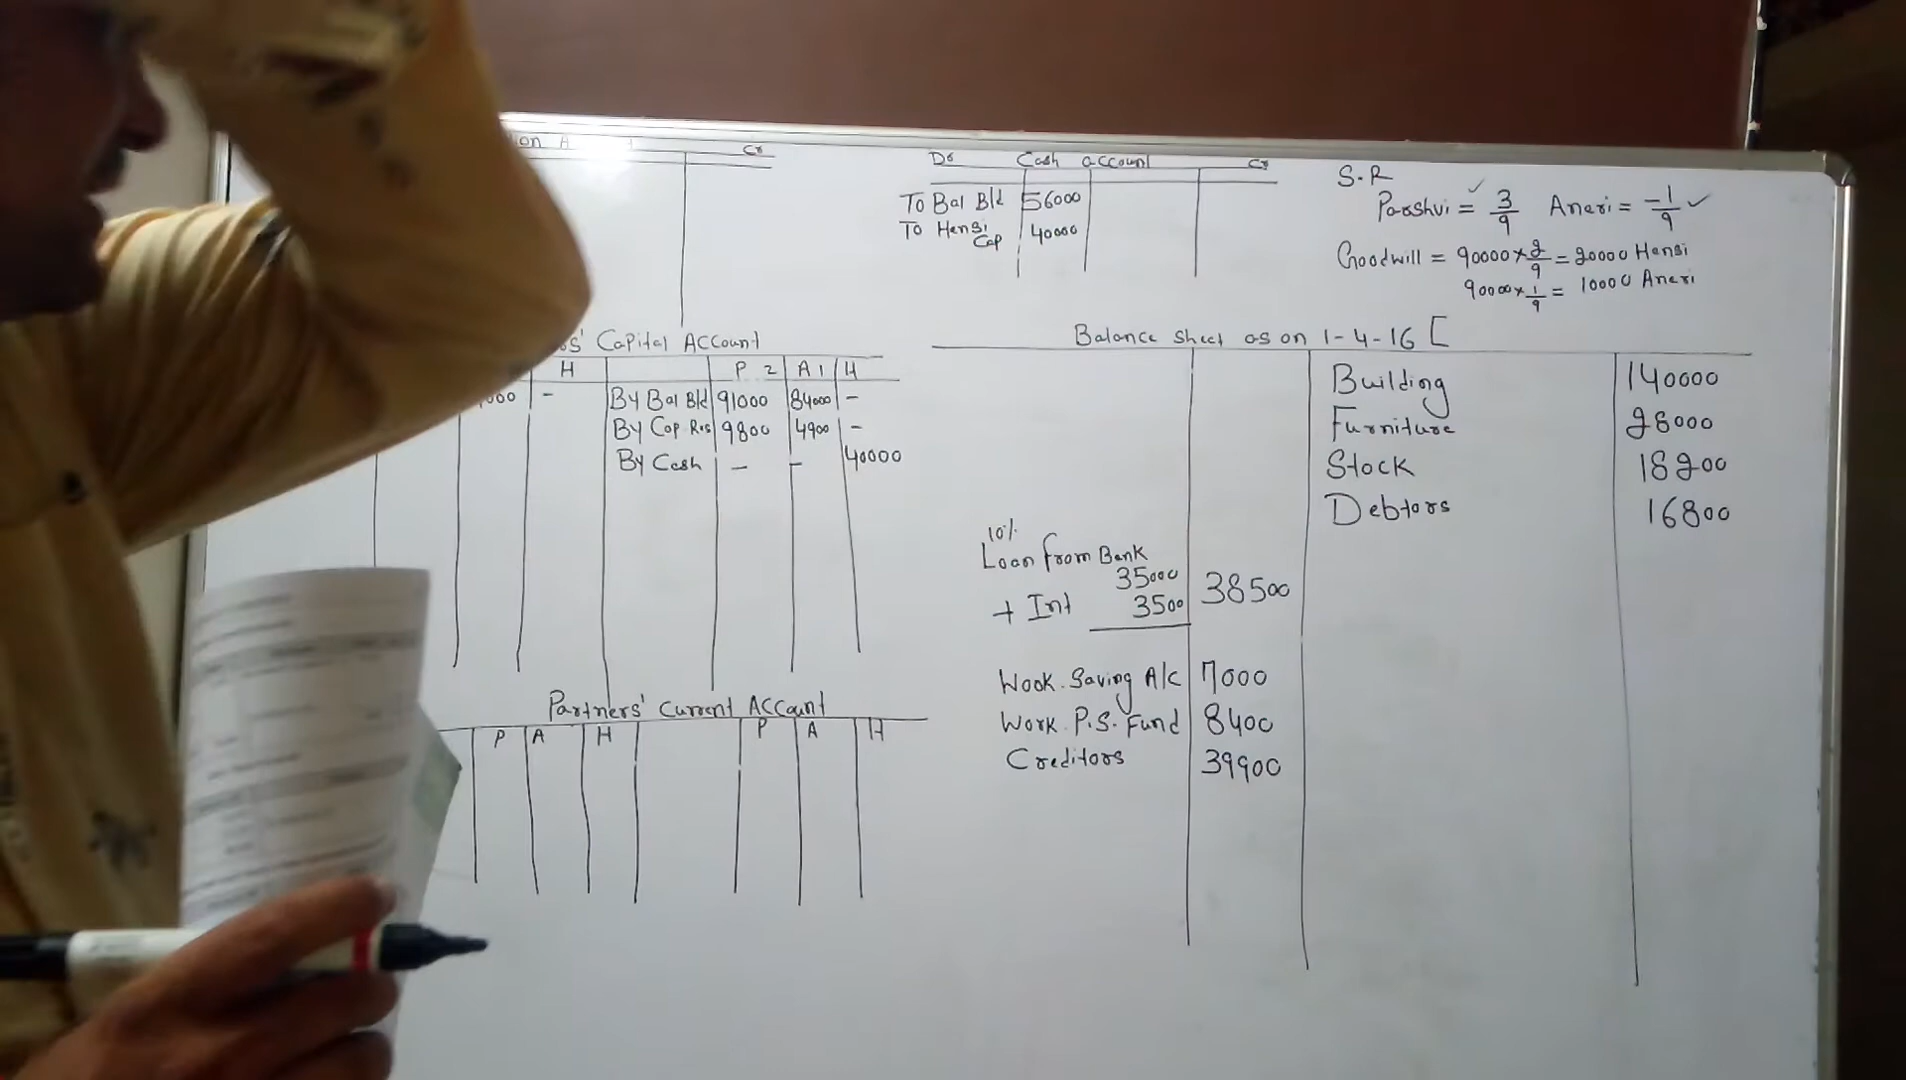 on A
Cr
Dr Cash account Cr
To Bal Bld 56000
To Hensi Cap 40000
S.R
Parshvi = 3/9 Aneri = -1/9
Goodwill = 90000 × 2/9 = 20000 Hensi
90000 × 1/9 = 10000 Aneri
s' Capital Account
H P 2 A 1 H
000 - By Bal Bld 91000 84000 -
By Cap Res 9800 4900 -
By Cash - - 40000
Partners' Current Account
P A H P A H
Balance sheet as on 1-4-16 [
Building 140000
Furniture 28000
Stock 18200
Debtors 16800
10%
Loan from Bank
35000
+ Int 3500 38500
Work. Saving A/c 7000
Work. P.S. Fund 8400
Creditors 39900